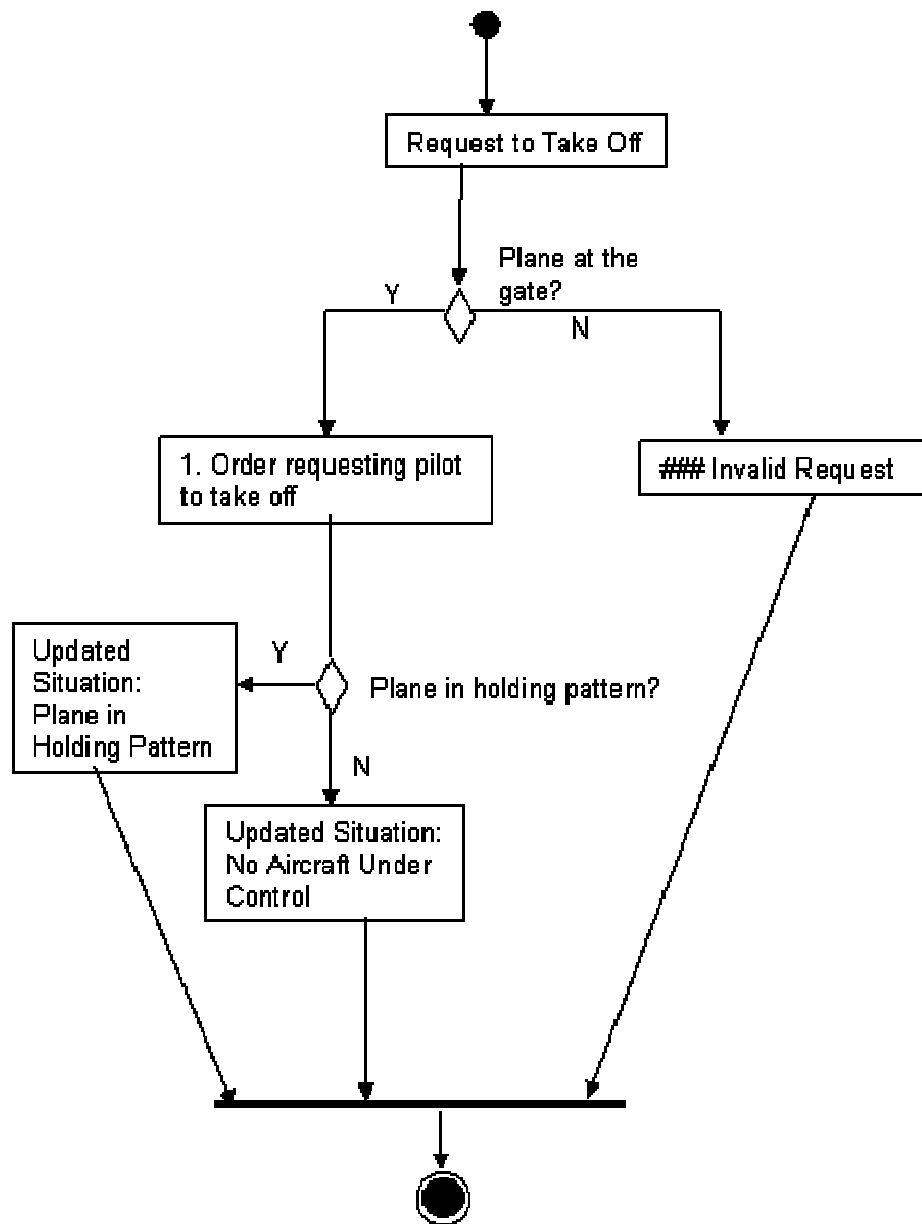 Request to Take Off
Plane at the
gate?
Y
N
1. Order requesting pilot
to take off
### Invalid Request
Updated
Situation:
Plane in
Holding Pattern
Y
Plane in holding pattern?
N
Updated Situation:
No Aircraft Under
Control